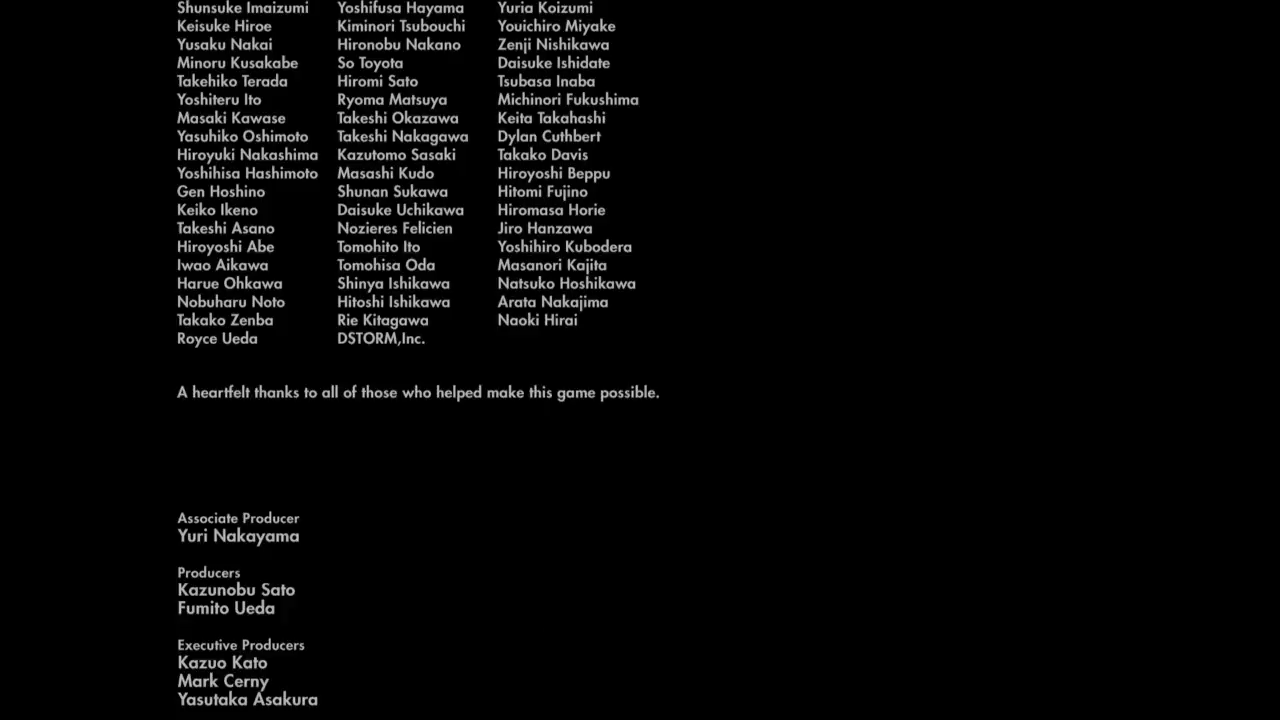 Shunsuke Imaizumi Yoshifusa Hayama Yuria Koizumi
Keisuke Hiroe Kiminori Tsubouchi Youichiro Miyake
Yusaku Nakai Hironobu Nakano Zenji Nishikawa
Minoru Kusakabe So Toyota Daisuke Ishidate
Takehiko Terada Hiromi Sato Tsubasa Inaba
Yoshiteru Ito Ryoma Matsuya Michinori Fukushima
Masaki Kawase Takeshi Okazawa Keita Takahashi
Yasuhiko Oshimoto Takeshi Nakagawa Dylan Cuthbert
Hiroyuki Nakashima Kazutomo Sasaki Takako Davis
Yoshihisa Hashimoto Masashi Kudo Hiroyoshi Beppu
Gen Hoshino Shunan Sukawa Hitomi Fujino
Keiko Ikeno Daisuke Uchikawa Hiromasa Horie
Takeshi Asano Nozieres Felicien Jiro Hanzawa
Hiroyoshi Abe Tomohito Ito Yoshihiro Kubodera
Iwao Aikawa Tomohisa Oda Masanori Kajita
Harue Ohkawa Shinya Ishikawa Natsuko Hoshikawa
Nobuharu Noto Hitoshi Ishikawa Arata Nakajima
Takako Zenba Rie Kitagawa Naoki Hirai
Royce Ueda DSTORM,Inc.
A heartfelt thanks to all of those who helped make this game possible.
Associate Producer
Yuri Nakayama
Producers
Kazunobu Sato
Fumito Ueda
Executive Producers
Kazuo Kato
Mark Cerny
Yasutaka Asakura